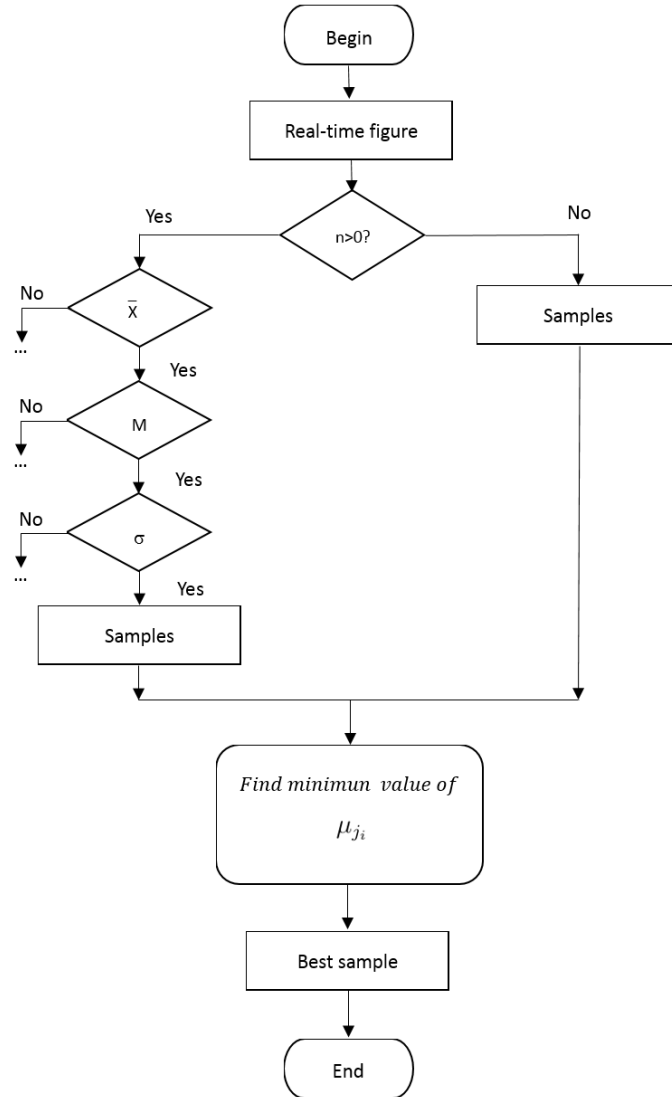 Begin
Real-time figure
Yes
No
n>0?
No
X̄
Samples
...
Yes
No
M
...
Yes
No
σ
...
Yes
Samples
Find minimun value of
μ_{j_i}
Best sample
End